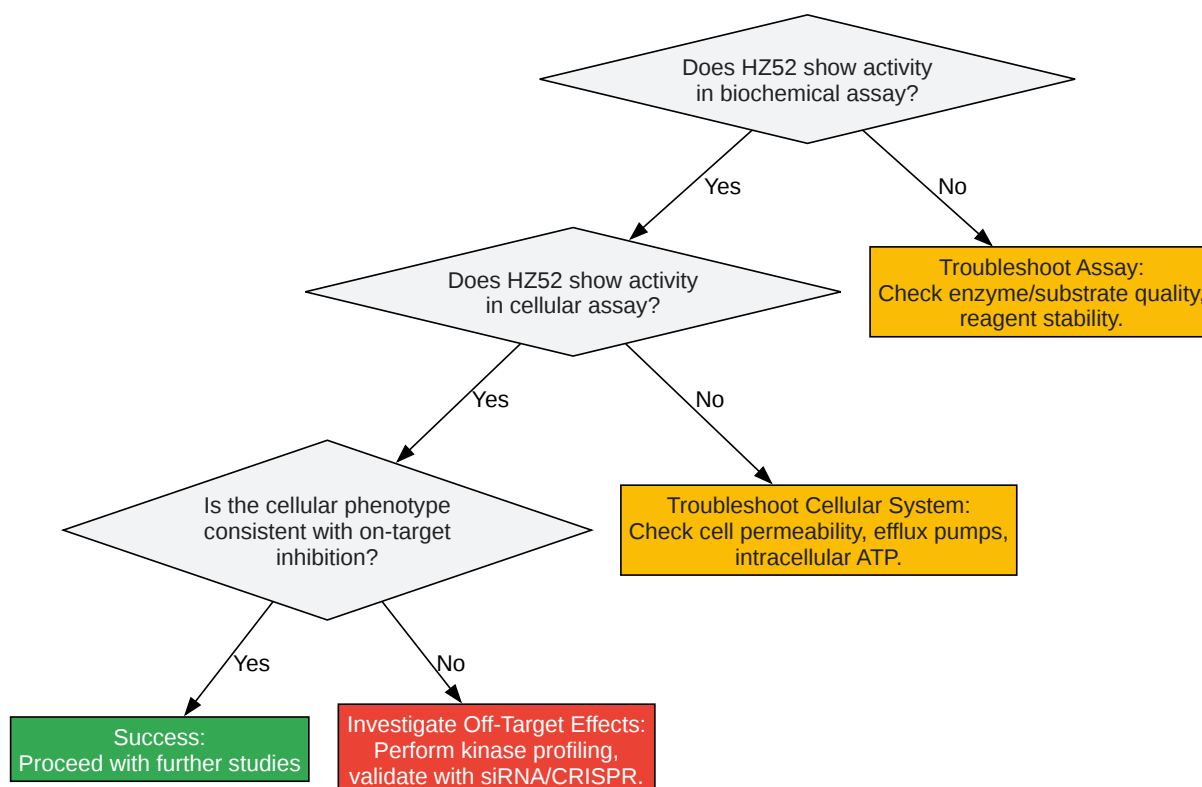 Does HZ52 show activity
in biochemical assay?
Yes
No
Does HZ52 show activity
in cellular assay?
Troubleshoot Assay:
Check enzyme/substrate quality,
reagent stability.
Yes
No
Is the cellular phenotype
consistent with on-target
inhibition?
Troubleshoot Cellular System:
Check cell permeability, efflux pumps,
intracellular ATP.
Yes
No
Success:
Proceed with further studies
Investigate Off-Target Effects:
Perform kinase profiling,
validate with siRNA/CRISPR.